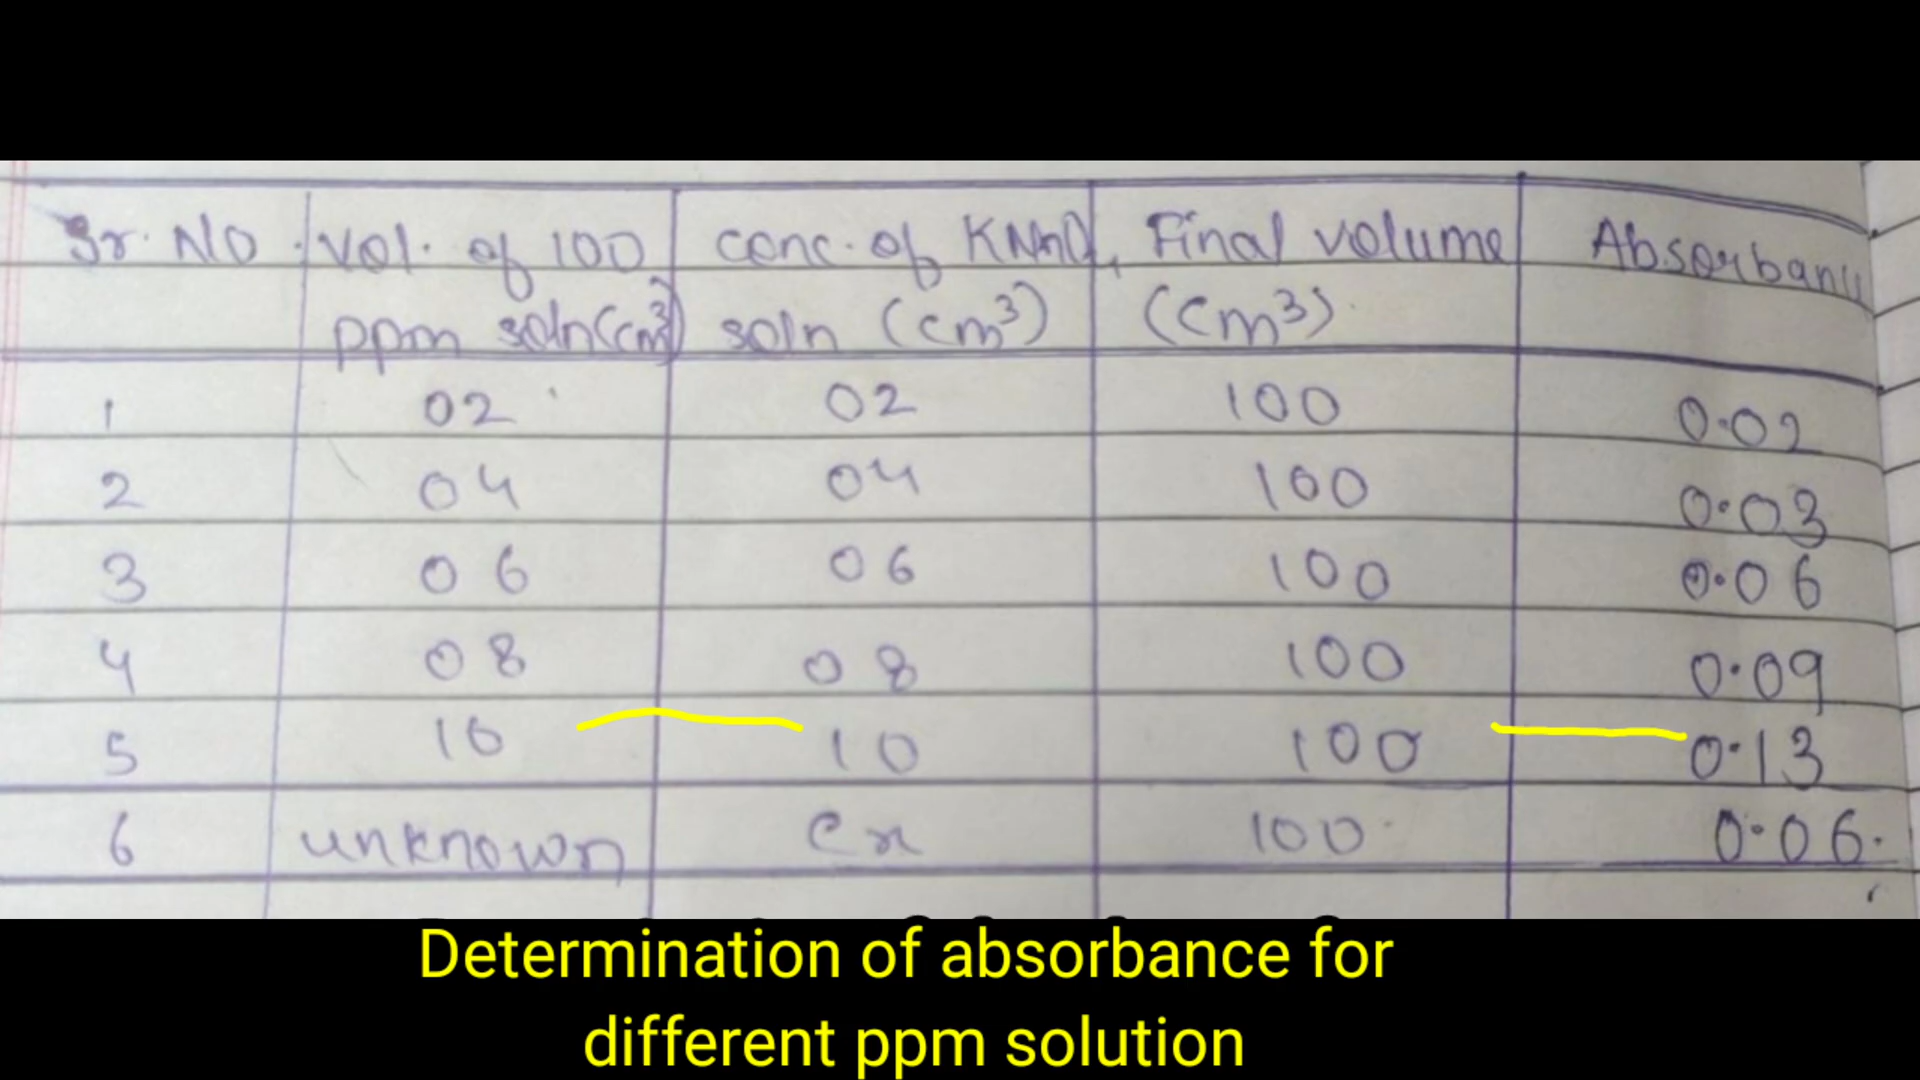 Sr. No. Vol. of 100 ppm soln (cm³) conc. of KMnO4 soln (cm³) Final volume (cm³) Absorbance
1 02 02 100 0.02
2 04 04 100 0.03
3 06 06 100 0.06
4 08 08 100 0.09
5 10 10 100 0.13
6 unknown Cx 100 0.06.
Determination of absorbance for
different ppm solution